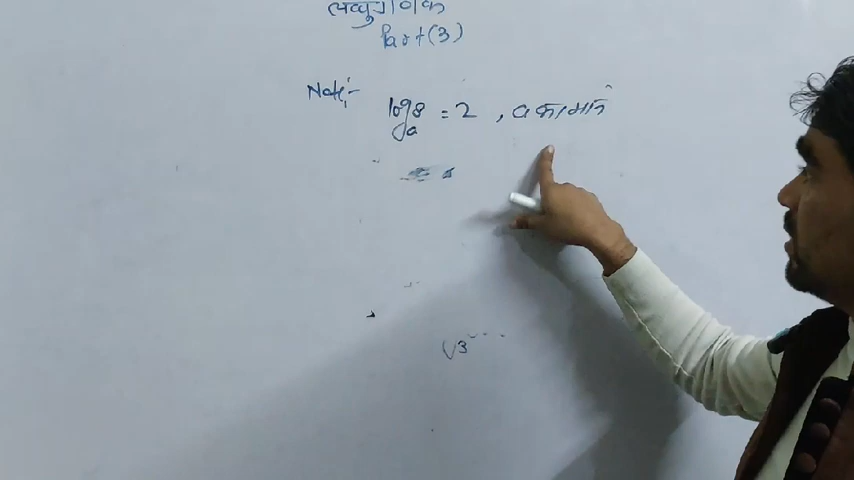 लघुगणक
Part(3)
Note:-
log₍a₎8 = 2 , a का मान
√3